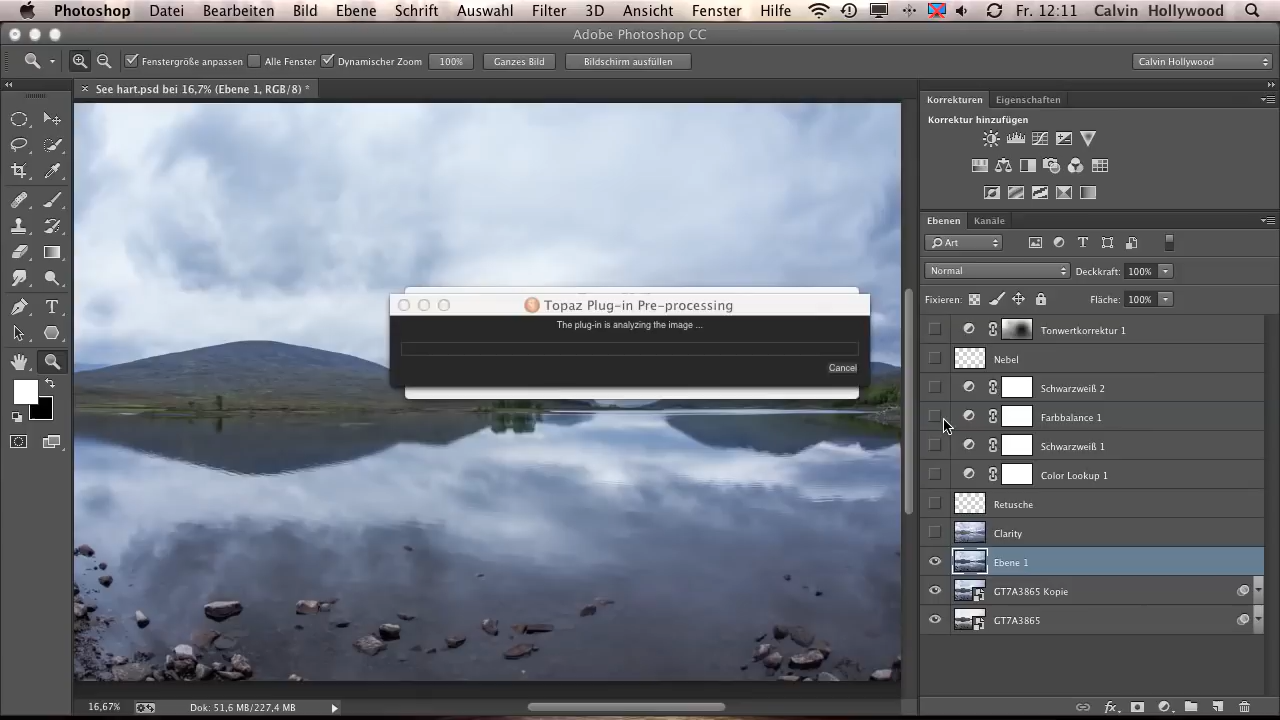 Photoshop Datei Bearbeiten Bild Ebene Schrift Auswahl Filter 3D Ansicht Fenster Hilfe Fr. 12:11 Calvin Hollywood
Adobe Photoshop CC
Fenstergröße anpassen Alle Fenster Dynamischer Zoom 100% Ganzes Bild Bildschirm ausfüllen Calvin Hollywood
See hart.psd bei 16,7% (Ebene 1, RGB/8) *
Korrekturen Eigenschaften
Korrektur hinzufügen
Ebenen Kanäle
Art
Normal Deckkraft: 100%
Fixieren: Fläche: 100%
Topaz Plug-in Pre-processing
The plug-in is analyzing the image ...
Cancel
Tonwertkorrektur 1
Nebel
Schwarzweiß 2
Farbbalance 1
Schwarzweiß 1
Color Lookup 1
Retusche
Clarity
Ebene 1
GT7A3865 Kopie
GT7A3865
16,67% Dok: 51,6 MB/227,4 MB